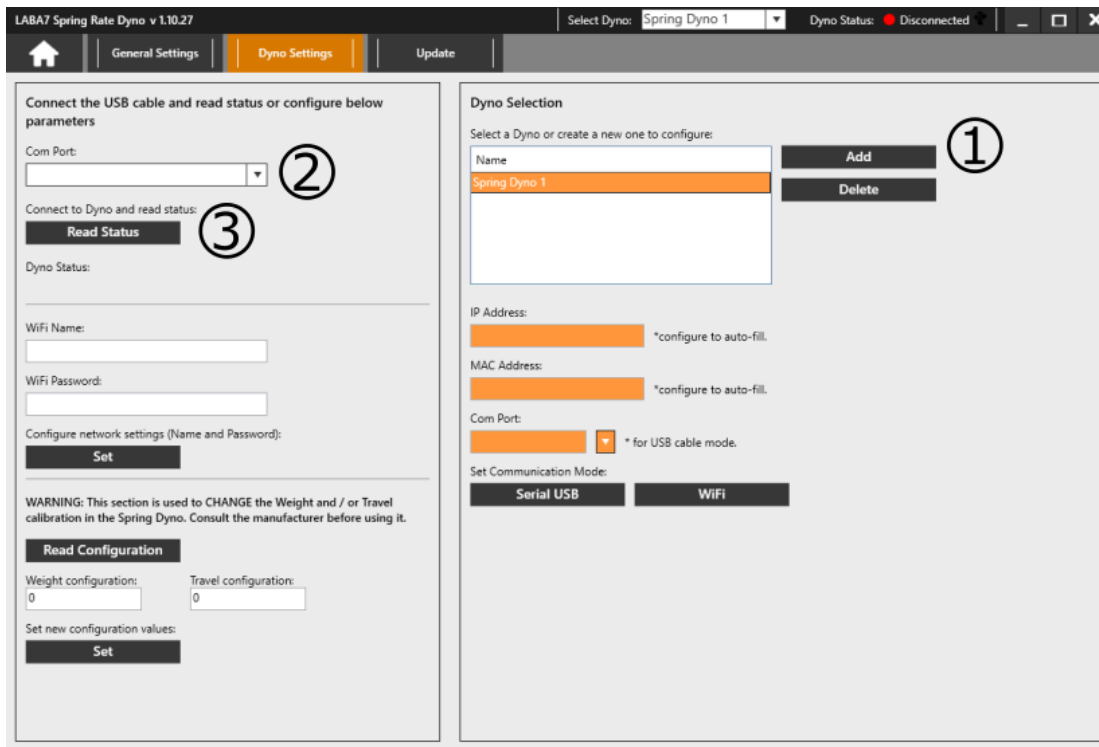 LABA7 Spring Rate Dyno v 1.10.27
Select Dyno: Spring Dyno 1
Dyno Status: Disconnected
General Settings
Dyno Settings
Update
Connect the USB cable and read status or configure below
parameters
Com Port:
②
Connect to Dyno and read status:
Read Status
③
Dyno Status:
WiFi Name:
WiFi Password:
Configure network settings (Name and Password):
Set
WARNING: This section is used to CHANGE the Weight and / or Travel
calibration in the Spring Dyno. Consult the manufacturer before using it.
Read Configuration
Weight configuration: Travel configuration:
0 0
Set new configuration values:
Set
Dyno Selection
Select a Dyno or create a new one to configure:
Name
Spring Dyno 1
Add
①
Delete
IP Address:
*configure to auto-fill.
MAC Address:
*configure to auto-fill.
Com Port:
* for USB cable mode.
Set Communication Mode:
Serial USB WiFi